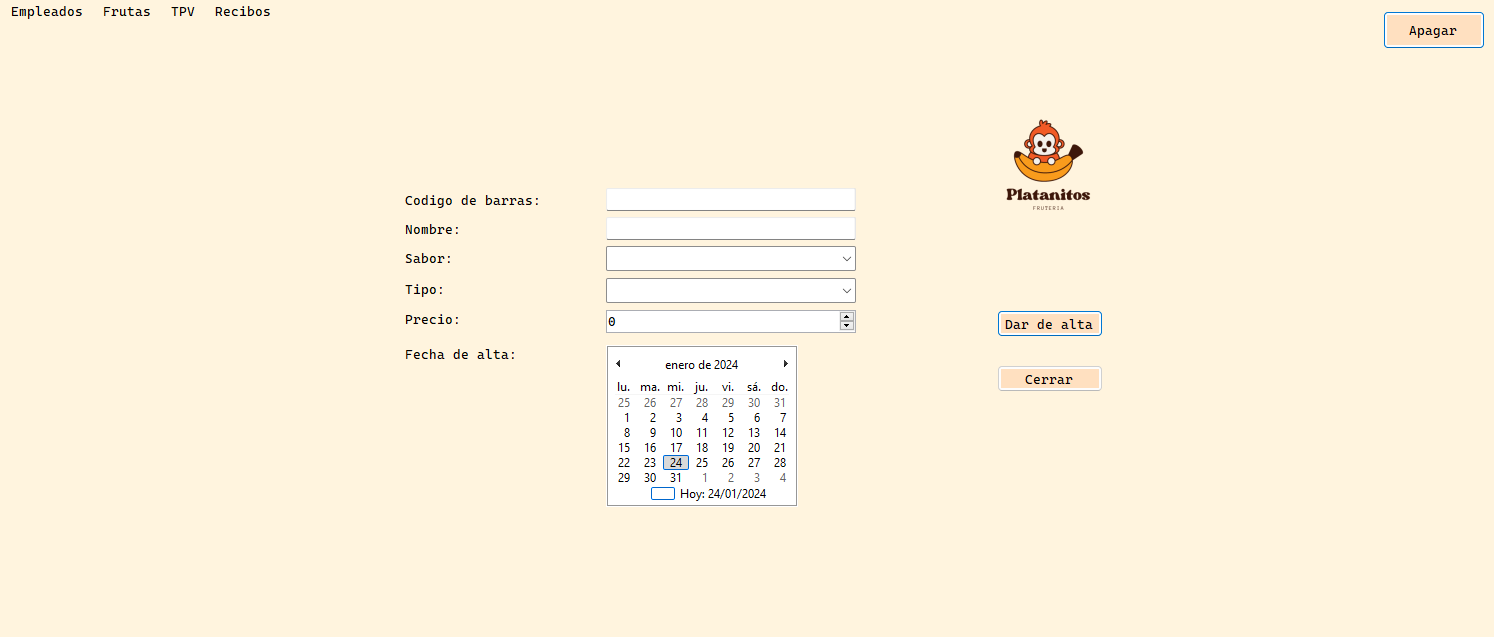 Empleados Frutas TPV Recibos
Apagar
Platanitos
FRUTERIA
Codigo de barras:
Nombre:
Sabor:
Tipo:
Precio: 0
Fecha de alta:
enero de 2024
lu. ma. mi. ju. vi. sá. do.
25 26 27 28 29 30 31
1 2 3 4 5 6 7
8 9 10 11 12 13 14
15 16 17 18 19 20 21
22 23 24 25 26 27 28
29 30 31 1 2 3 4
Hoy: 24/01/2024
Dar de alta
Cerrar